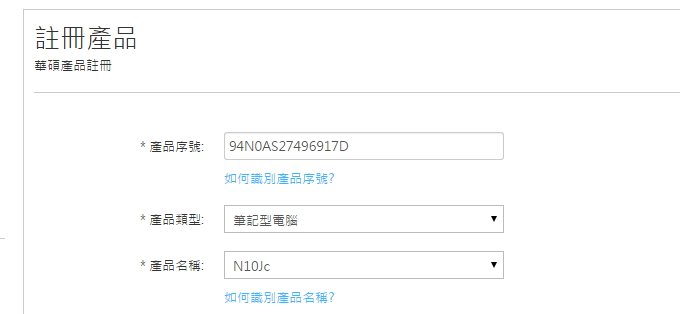 註冊產品
華碩產品註冊
* 產品序號: 94N0AS27496917D
如何識別產品序號?
* 產品類型: 筆記型電腦
* 產品名稱: N10Jc
如何識別產品名稱?